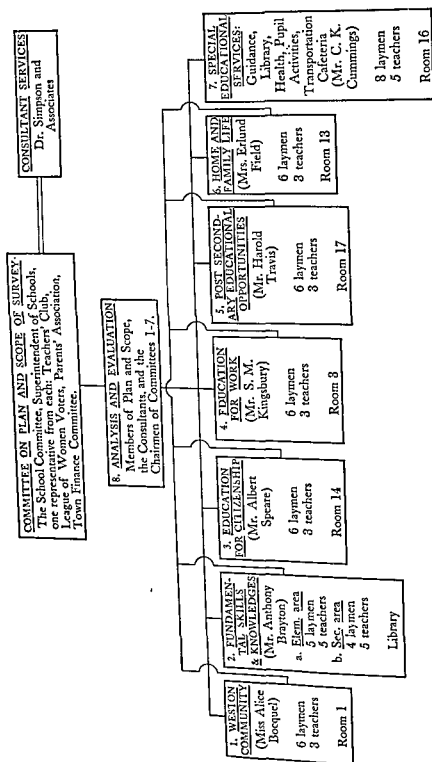 COMMITTEE ON PLAN AND SCOPE OF SURVEY-
The School Committee, Superintendent of Schools,
one representative from each: Teachers' Club,
League of Women Voters, Parents' Association,
Town Finance Committee.
CONSULTANT SERVICES
Dr. Simpson and
Associates
8. ANALYSIS AND EVALUATION
Members of Plan and Scope,
the Consultants, and the
Chairmen of Committees 1-7.
1. WESTON
COMMUNITY
(Miss Alice
Bocquel)
6 laymen
3 teachers
Room 1
2. FUNDAMEN-
TAL SKILLS
& KNOWLEDGES
(Mr. Anthony
Brayton)
a. Elem. area
5 laymen
5 teachers
b. Sec. area
4 laymen
5 teachers
Library
3. EDUCATION
FOR CITIZENSHIP
(Mr. Albert
Speare)
6 laymen
3 teachers
Room 14
4. EDUCATION
FOR WORK
(Mr. S. M.
Kingsbury)
6 laymen
3 teachers
Room 3
5. POST SECOND-
ARY EDUCATIONAL
OPPORTUNITIES
(Mr. Harold
Travis)
6 laymen
3 teachers
Room 17
6. HOME AND
FAMILY LIFE
(Mrs. Erlund
Field)
6 laymen
3 teachers
Room 13
7. SPECIAL
EDUCATIONAL
SERVICES:
Guidance,
Library,
Health, Pupil
Activities,
Transportation
Cafeteria
(Mr. C. K.
Cummings)
8 laymen
5 teachers
Room 16